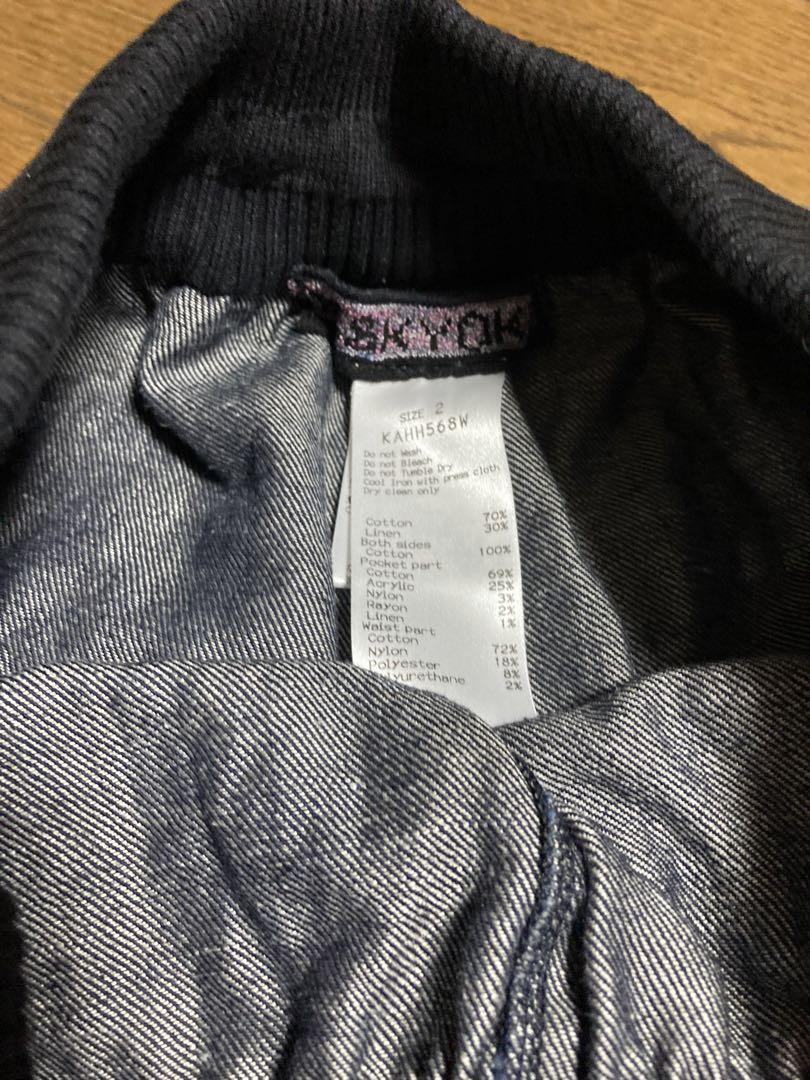 SKYΩK
SIZE 2
KAHH568W
Do not Wash
Do not Bleach
Do not Tumble Dry
Cool iron with press cloth
Dry clean only
Cotton 70%
Linen 30%
Both sides
Cotton 100%
Pocket part
Cotton 69%
Acrylic 25%
Nylon 3%
Rayon 2%
Linen 1%
Waist part
Cotton 72%
Nylon 18%
Polyester 8%
lyurethane 2%